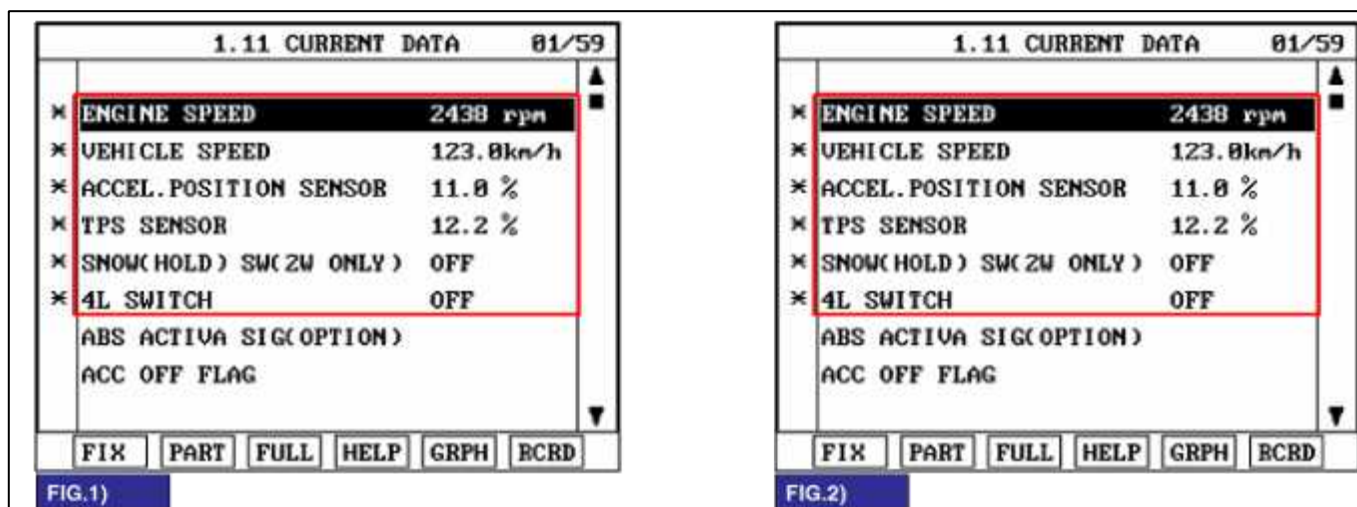 1.11 CURRENT DATA 01/59
* ENGINE SPEED 2438 rpm
* VEHICLE SPEED 123.0km/h
* ACCEL.POSITION SENSOR 11.0 %
* TPS SENSOR 12.2 %
* SNOW(HOLD) SW(2W ONLY) OFF
* 4L SWITCH OFF
ABS ACTIVA SIG(OPTION)
ACC OFF FLAG
FIX PART FULL HELP GRPH RCRD
FIG.1)
1.11 CURRENT DATA 01/59
* ENGINE SPEED 2438 rpm
* VEHICLE SPEED 123.0km/h
* ACCEL.POSITION SENSOR 11.0 %
* TPS SENSOR 12.2 %
* SNOW(HOLD) SW(2W ONLY) OFF
* 4L SWITCH OFF
ABS ACTIVA SIG(OPTION)
ACC OFF FLAG
FIX PART FULL HELP GRPH RCRD
FIG.2)